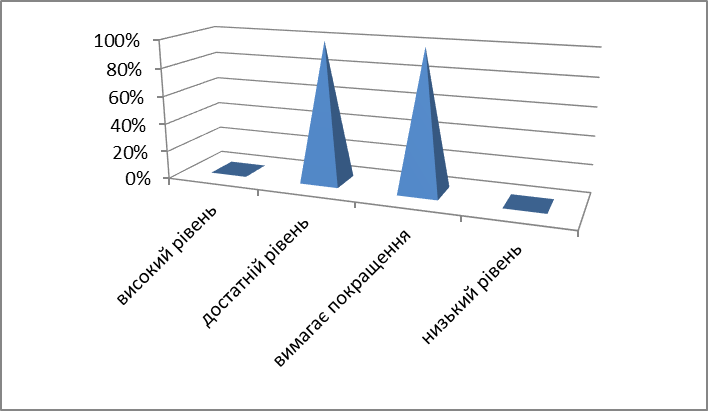 100%
80%
60%
40%
20%
0%
високий рівень
достатній рівень
вимагає покращення
низький рівень